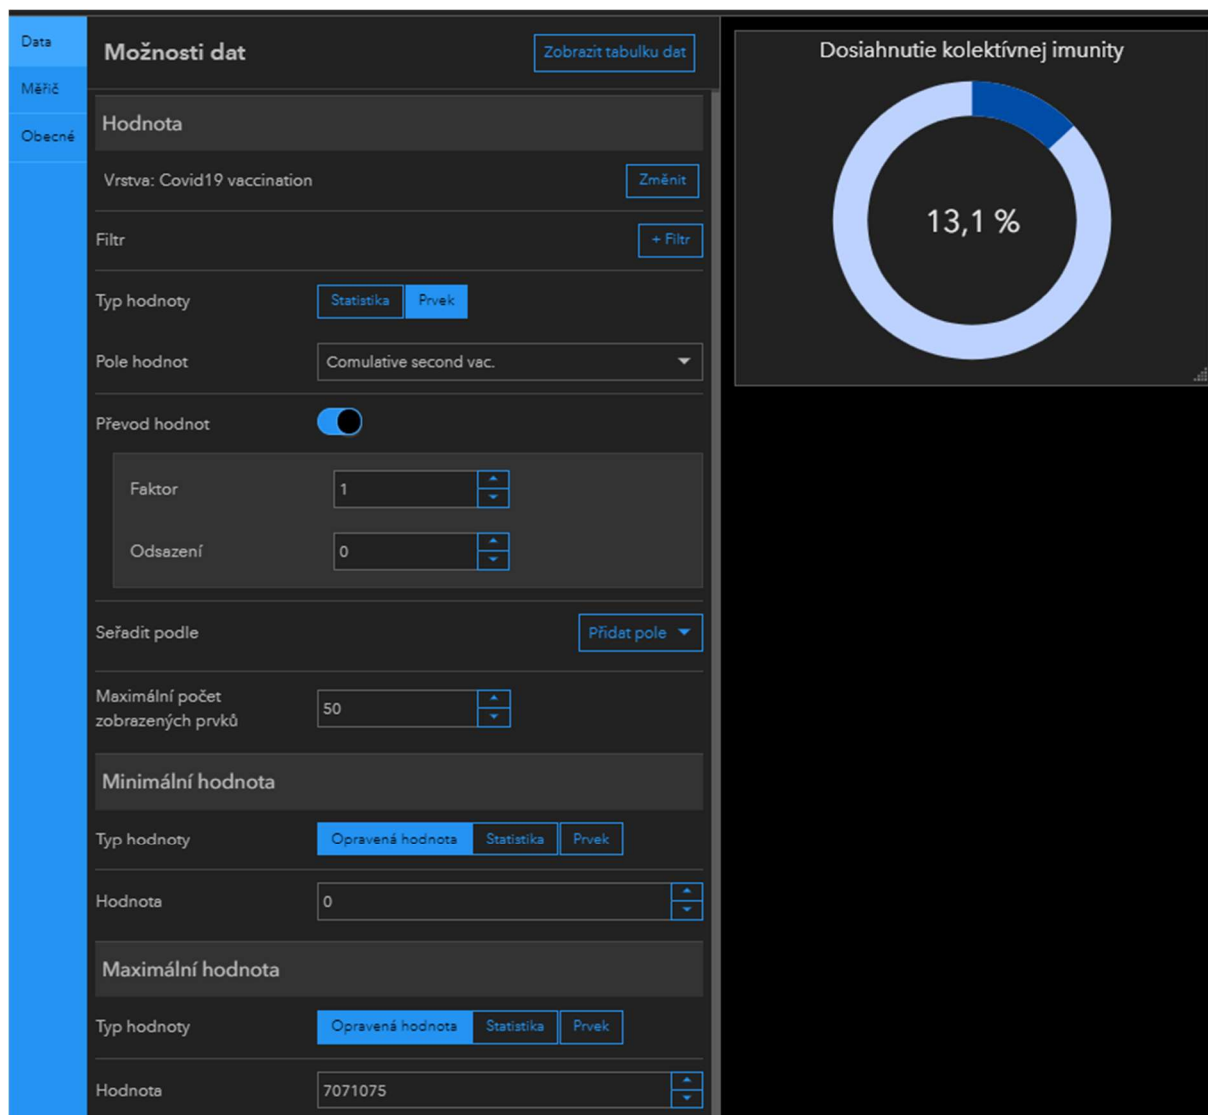 Data
Měřič
Obecné
Možnosti dat
Zobrazit tabulku dat
Hodnota
Vrstva: Covid19 vaccination
Změnit
Filtr
+ Filtr
Typ hodnoty
Statistika
Prvek
Pole hodnot
Comulative second vac.
Převod hodnot
Faktor
1
Odsazení
0
Seřadit podle
Přidat pole
Maximální počet
zobrazených prvků
50
Minimální hodnota
Typ hodnoty
Opravená hodnota
Statistika
Prvek
Hodnota
0
Maximální hodnota
Typ hodnoty
Opravená hodnota
Statistika
Prvek
Hodnota
7071075
Dosiahnutie kolektívnej imunity
13,1 %